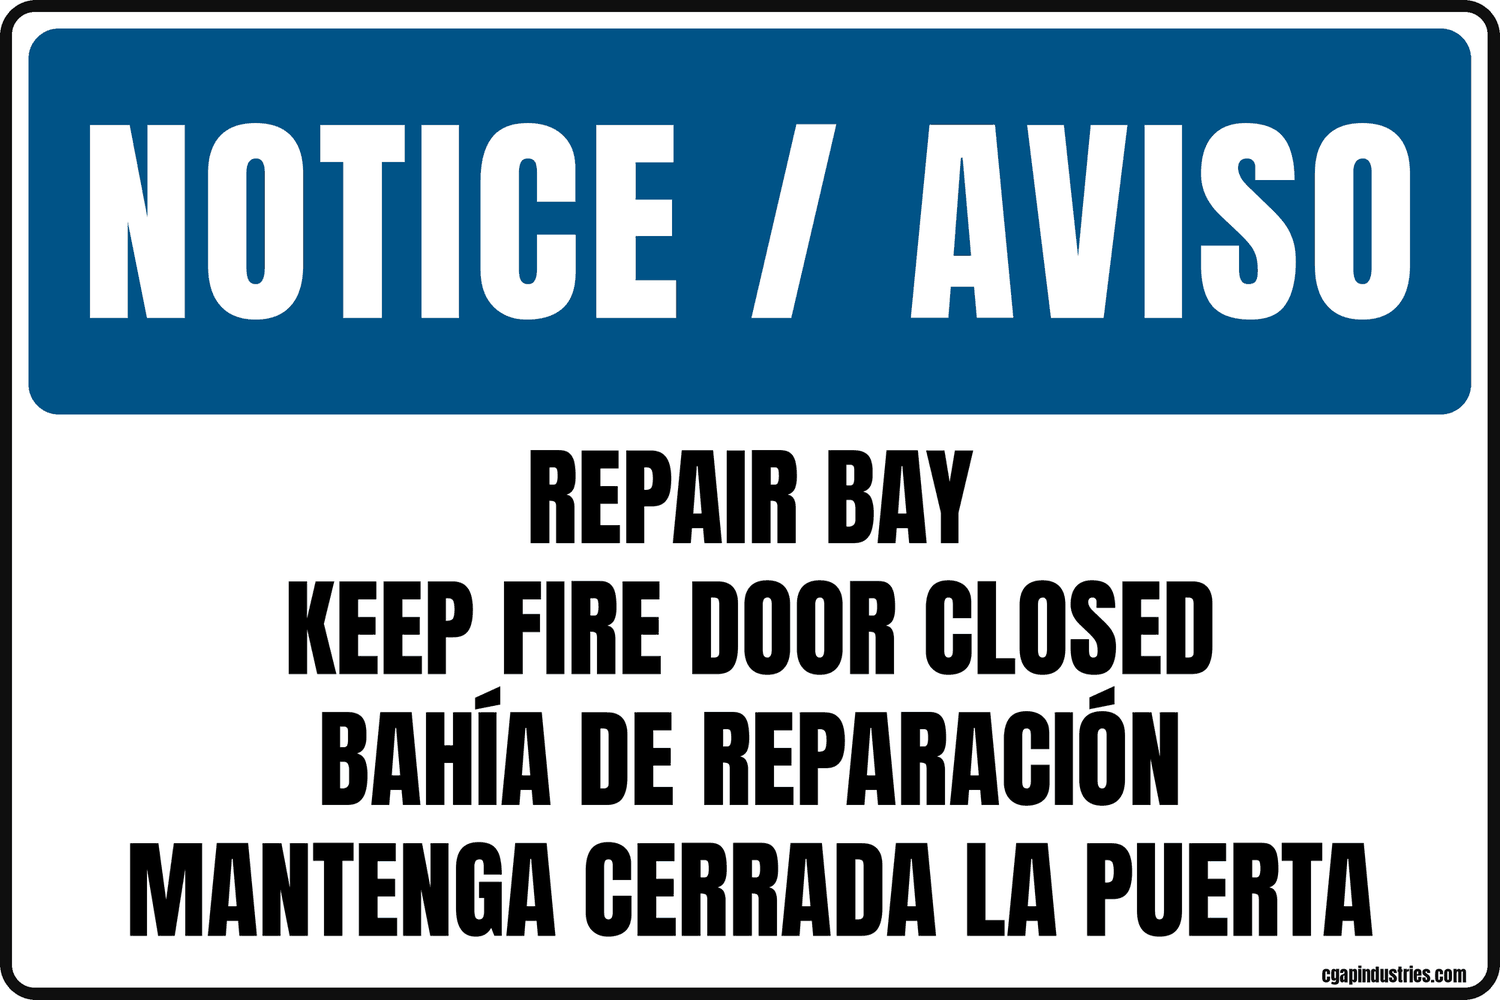 NOTICE / AVISO
REPAIR BAY
KEEP FIRE DOOR CLOSED
BAHÍA DE REPARACIÓN
MANTENGA CERRADA LA PUERTA
cgapindustries.com